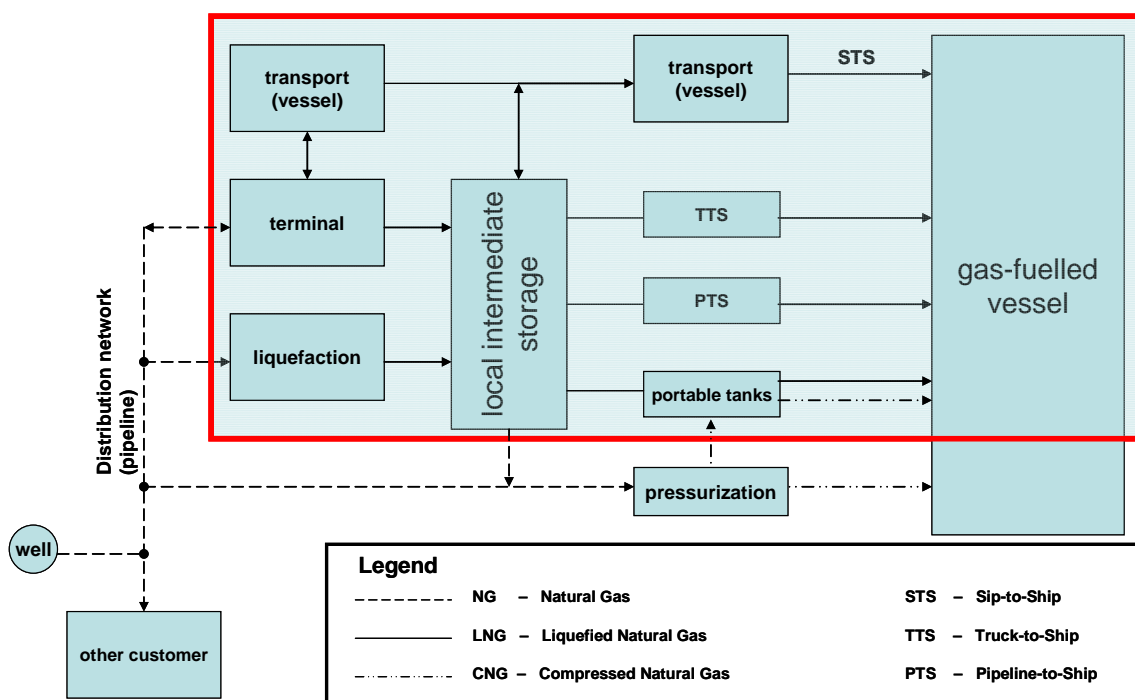 transport
(vessel)
transport
(vessel)
STS
terminal
TTS
local intermediate
storage
gas-fuelled
vessel
PTS
liquefaction
portable tanks
Distribution network
(pipeline)
pressurization
well
other customer
Legend
NG – Natural Gas
STS – Sip-to-Ship
LNG – Liquefied Natural Gas
TTS – Truck-to-Ship
CNG – Compressed Natural Gas
PTS – Pipeline-to-Ship